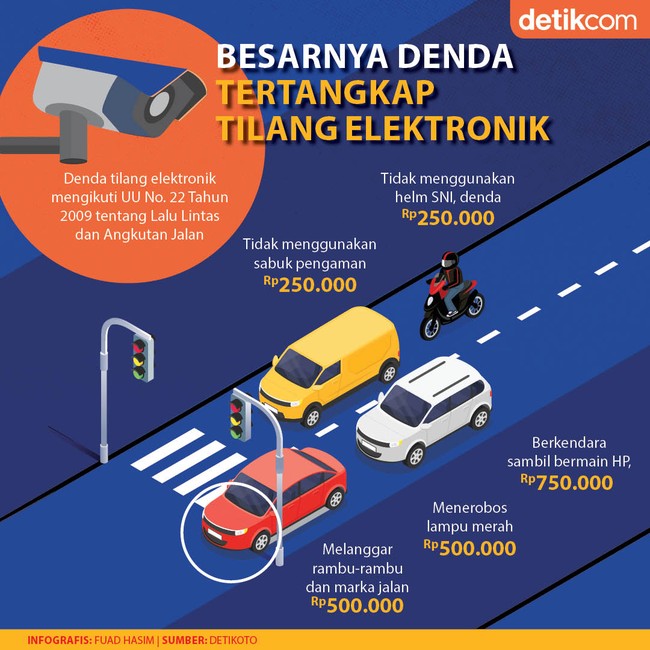 detikcom
BESARNYA DENDA
TERTANGKAP
TILANG ELEKTRONIK
Denda tilang elektronik
mengikuti UU No. 22 Tahun
2009 tentang Lalu Lintas
dan Angkutan Jalan
Tidak menggunakan
helm SNI, denda
Rp250.000
Tidak menggunakan
sabuk pengaman
Rp250.000
Berkendara
sambil bermain HP,
Rp750.000
Menerobos
lampu merah
Rp500.000
Melanggar
rambu-rambu
dan marka jalan
Rp500.000
INFOGRAFIS: FUAD HASIM | SUMBER: DETIKOTO